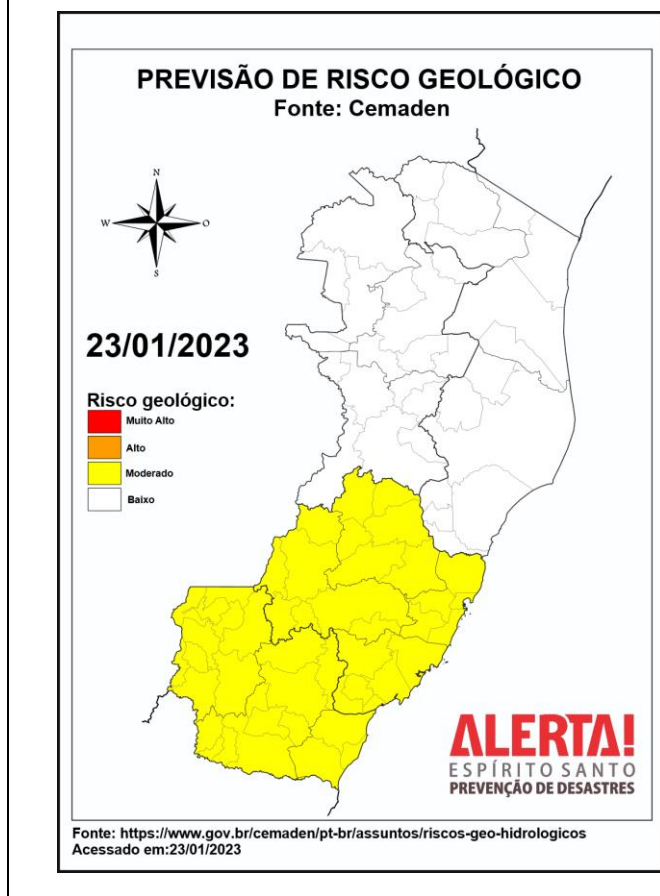 PREVISÃO DE RISCO GEOLÓGICO
Fonte: Cemaden
N
W
O
S
23/01/2023
Risco geológico:
Muito Alto
Alto
Moderado
Baixo
ALERTA!
ESPÍRITO SANTO
PREVENÇÃO DE DESASTRES
Fonte: https://www.gov.br/cemaden/pt-br/assuntos/riscos-geo-hidrologicos
Acessado em:23/01/2023